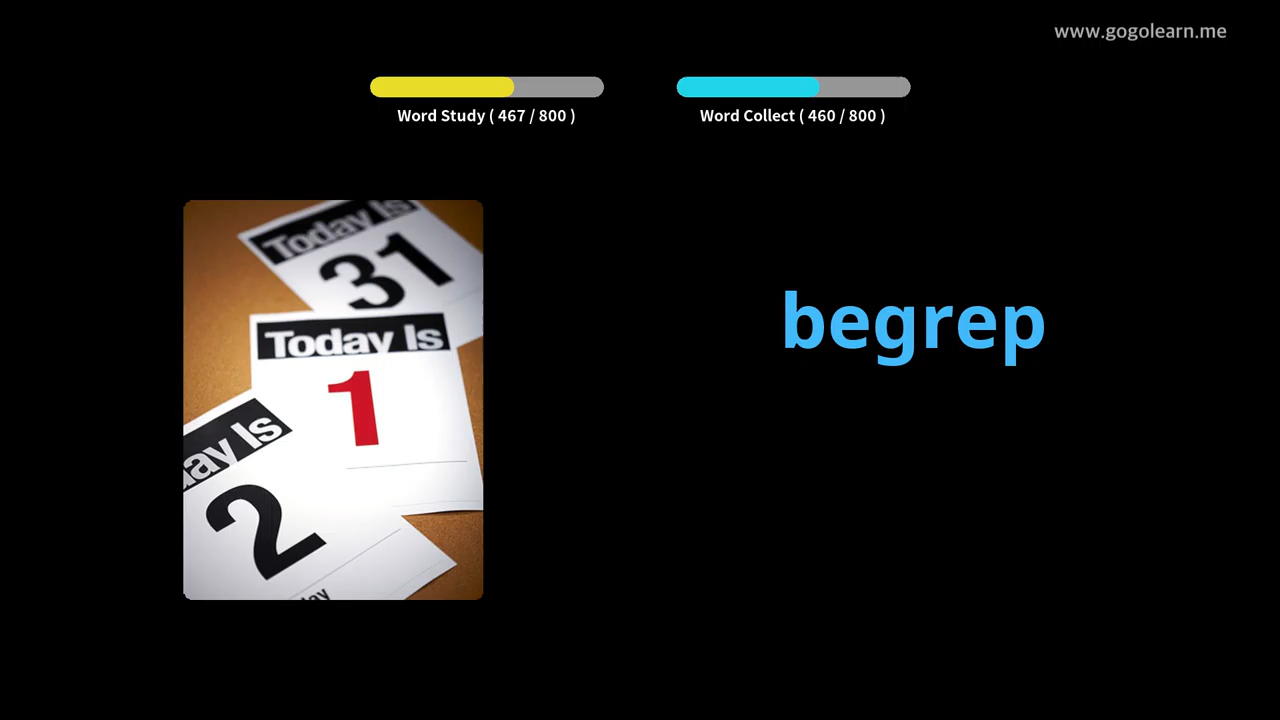 www.gogolearn.me
Word Study ( 467 / 800 )
Word Collect ( 460 / 800 )
Today Is
31
Today Is
1
ay Is
2
ay
begrep